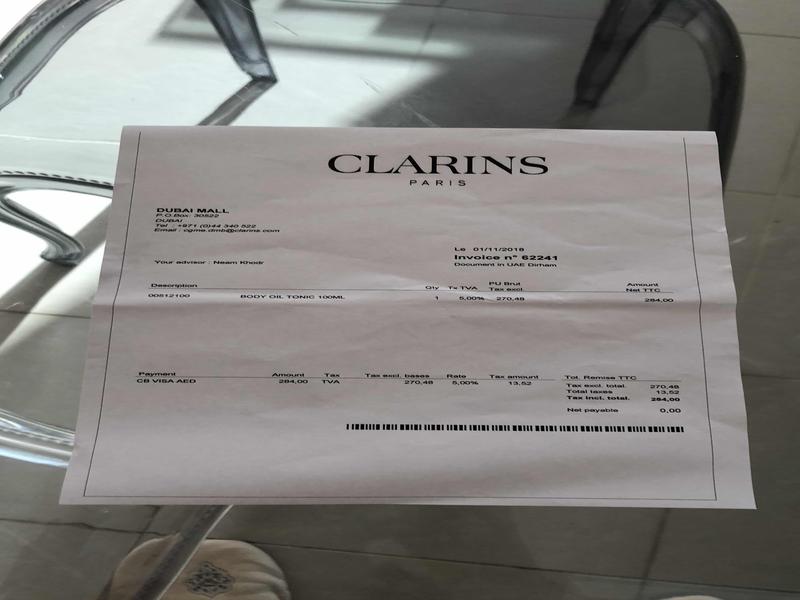 CLARINS
PARIS
DUBAI MALL
P.O.Box: 30522
DUBAI
Tel : +971 (0)44 340 522
Email : cgme.dmb@clarins.com
Le 01/11/2018
Invoice n° 62241
Document in UAE Dirham
Your advisor : Neam Khodr
Description Qty Tx TVA PU Brut Tax excl. Amount Net TTC
00512100 BODY OIL TONIC 100ML 1 5,00% 270,48 284,00
Payment Amount Tax Tax excl. bases Rate Tax amount Tot. Remise TTC
CB VISA AED 284,00 TVA 270,48 5,00% 13,52
Tax excl. total. 270,48
Total taxes 13,52
Tax incl. total. 284,00
Net payable 0,00